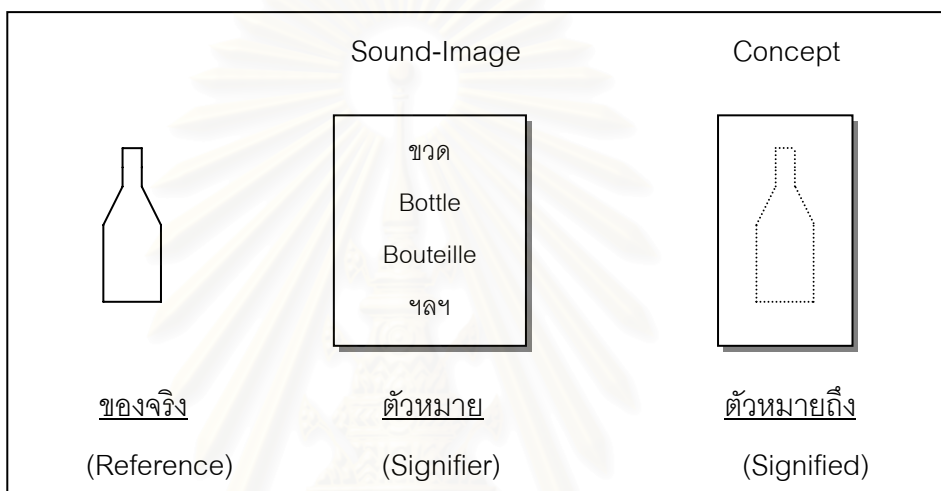 Sound-Image Concept
ขวด
Bottle
Bouteille
ฯลฯ
ของจริง ตัวหมาย ตัวหมายถึง
(Reference) (Signifier) (Signified)